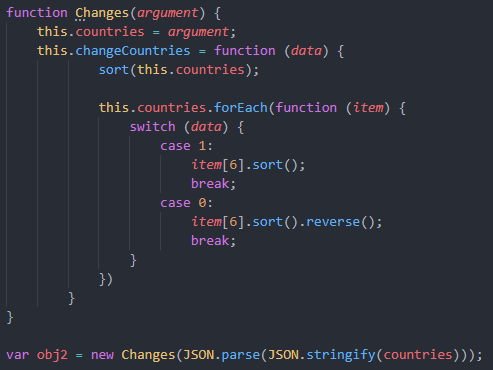 function Changes(argument) {
    this.countries = argument;
    this.changeCountries = function (data) {
            sort(this.countries);

            this.countries.forEach(function (item) {
                switch (data) {
                    case 1:
                        item[6].sort();
                        break;
                    case 0:
                        item[6].sort().reverse();
                        break;
                }
            })
        }
}

var obj2 = new Changes(JSON.parse(JSON.stringify(countries)));